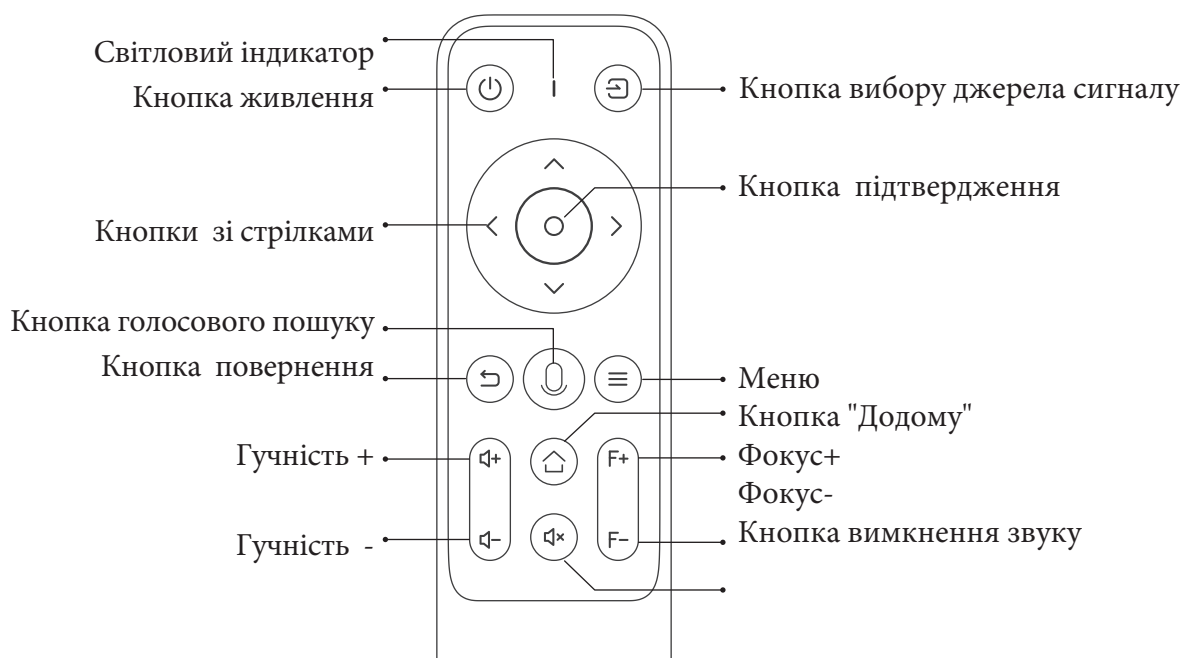 Світловий індикатор
Кнопка живлення
Кнопка вибору джерела сигналу
Кнопка підтвердження
Кнопки зі стрілками
Кнопка голосового пошуку
Кнопка повернення
Меню
Кнопка "Додому"
Гучність +
Фокус+
Фокус-
Гучність -
Кнопка вимкнення звуку
+
F+
-
F-